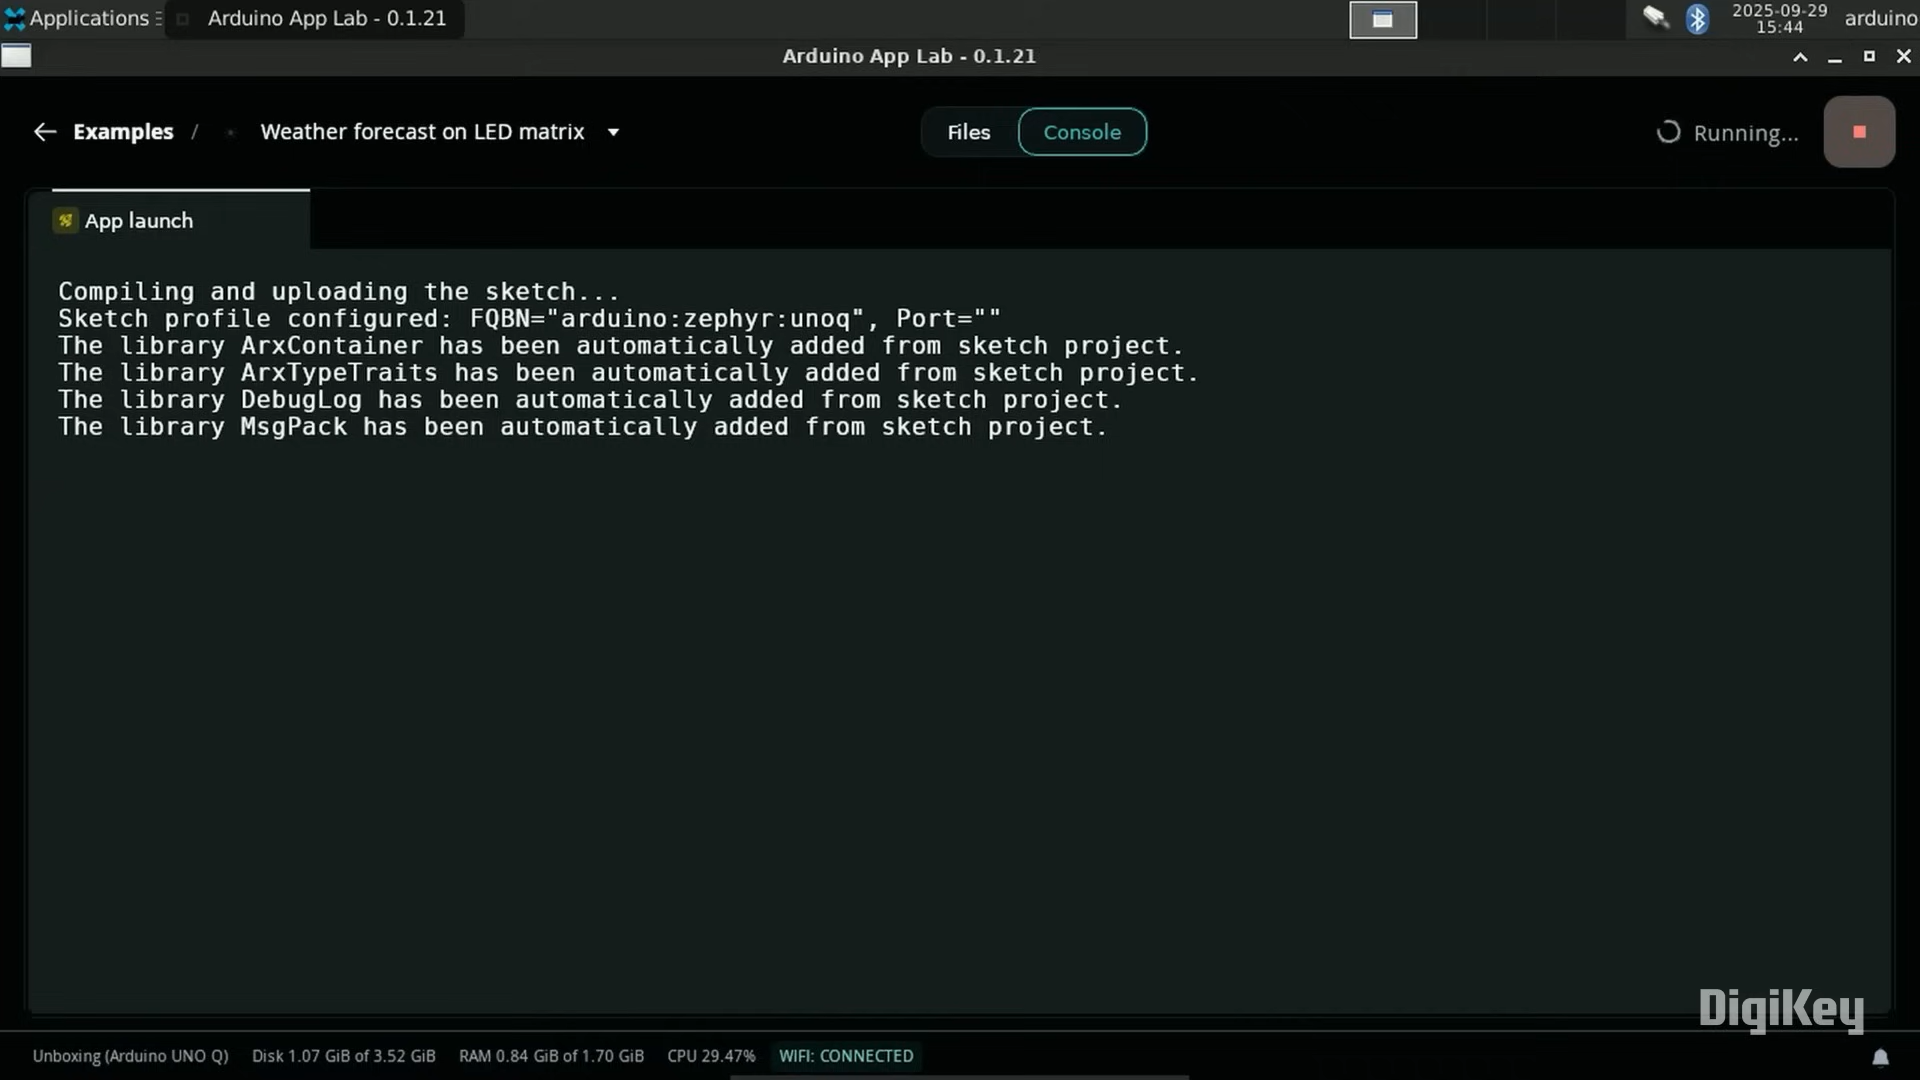 Applications
Arduino App Lab - 0.1.21
2025-09-29
15:44
arduino
Arduino App Lab - 0.1.21
Examples / Weather forecast on LED matrix
Files
Console
Running...
App launch
Compiling and uploading the sketch...
Sketch profile configured: FQBN="arduino:zephyr:unoq", Port=""
The library ArxContainer has been automatically added from sketch project.
The library ArxTypeTraits has been automatically added from sketch project.
The library DebugLog has been automatically added from sketch project.
The library MsgPack has been automatically added from sketch project.
DigiKey
Unboxing (Arduino UNO Q) Disk 1.07 GiB of 3.52 GiB RAM 0.84 GiB of 1.70 GiB CPU 29.47% WIFI: CONNECTED